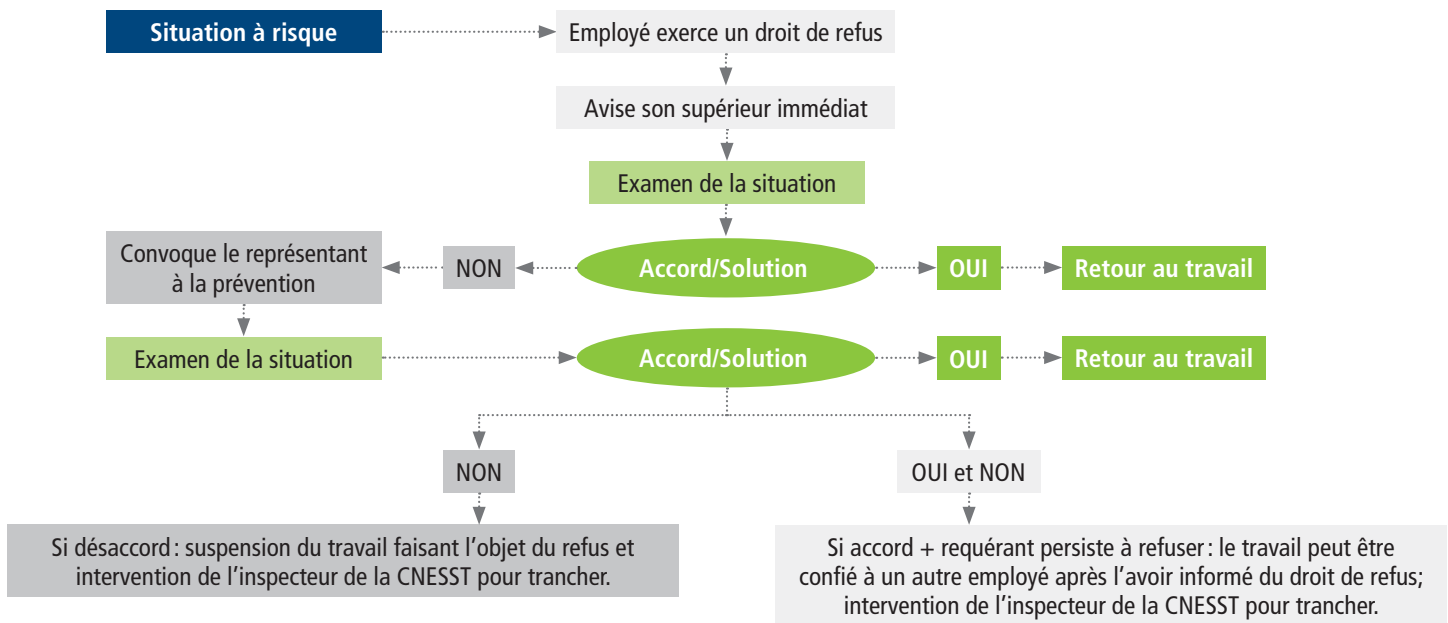 Situation à risque
Employé exerce un droit de refus
Avise son supérieur immédiat
Examen de la situation
Convoque le représentant
à la prévention
NON
Accord/Solution
OUI
Retour au travail
Examen de la situation
Accord/Solution
OUI
Retour au travail
NON
OUI et NON
Si désaccord : suspension du travail faisant l'objet du refus et
intervention de l'inspecteur de la CNESST pour trancher.
Si accord + requérant persiste à refuser : le travail peut être
confié à un autre employé après l'avoir informé du droit de refus;
intervention de l'inspecteur de la CNESST pour trancher.